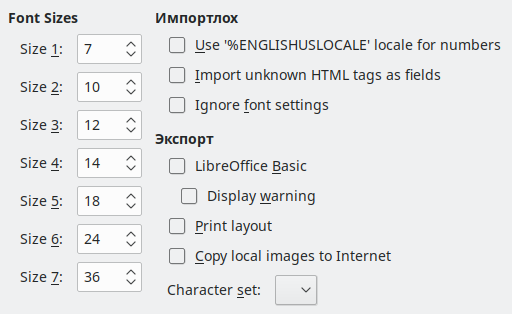 Font Sizes
Size 1: 7
Size 2: 10
Size 3: 12
Size 4: 14
Size 5: 18
Size 6: 24
Size 7: 36
Импортлох
Use '%ENGLISHUSLOCALE' locale for numbers
Import unknown HTML tags as fields
Ignore font settings
Экспорт
LibreOffice Basic
Display warning
Print layout
Copy local images to Internet
Character set: